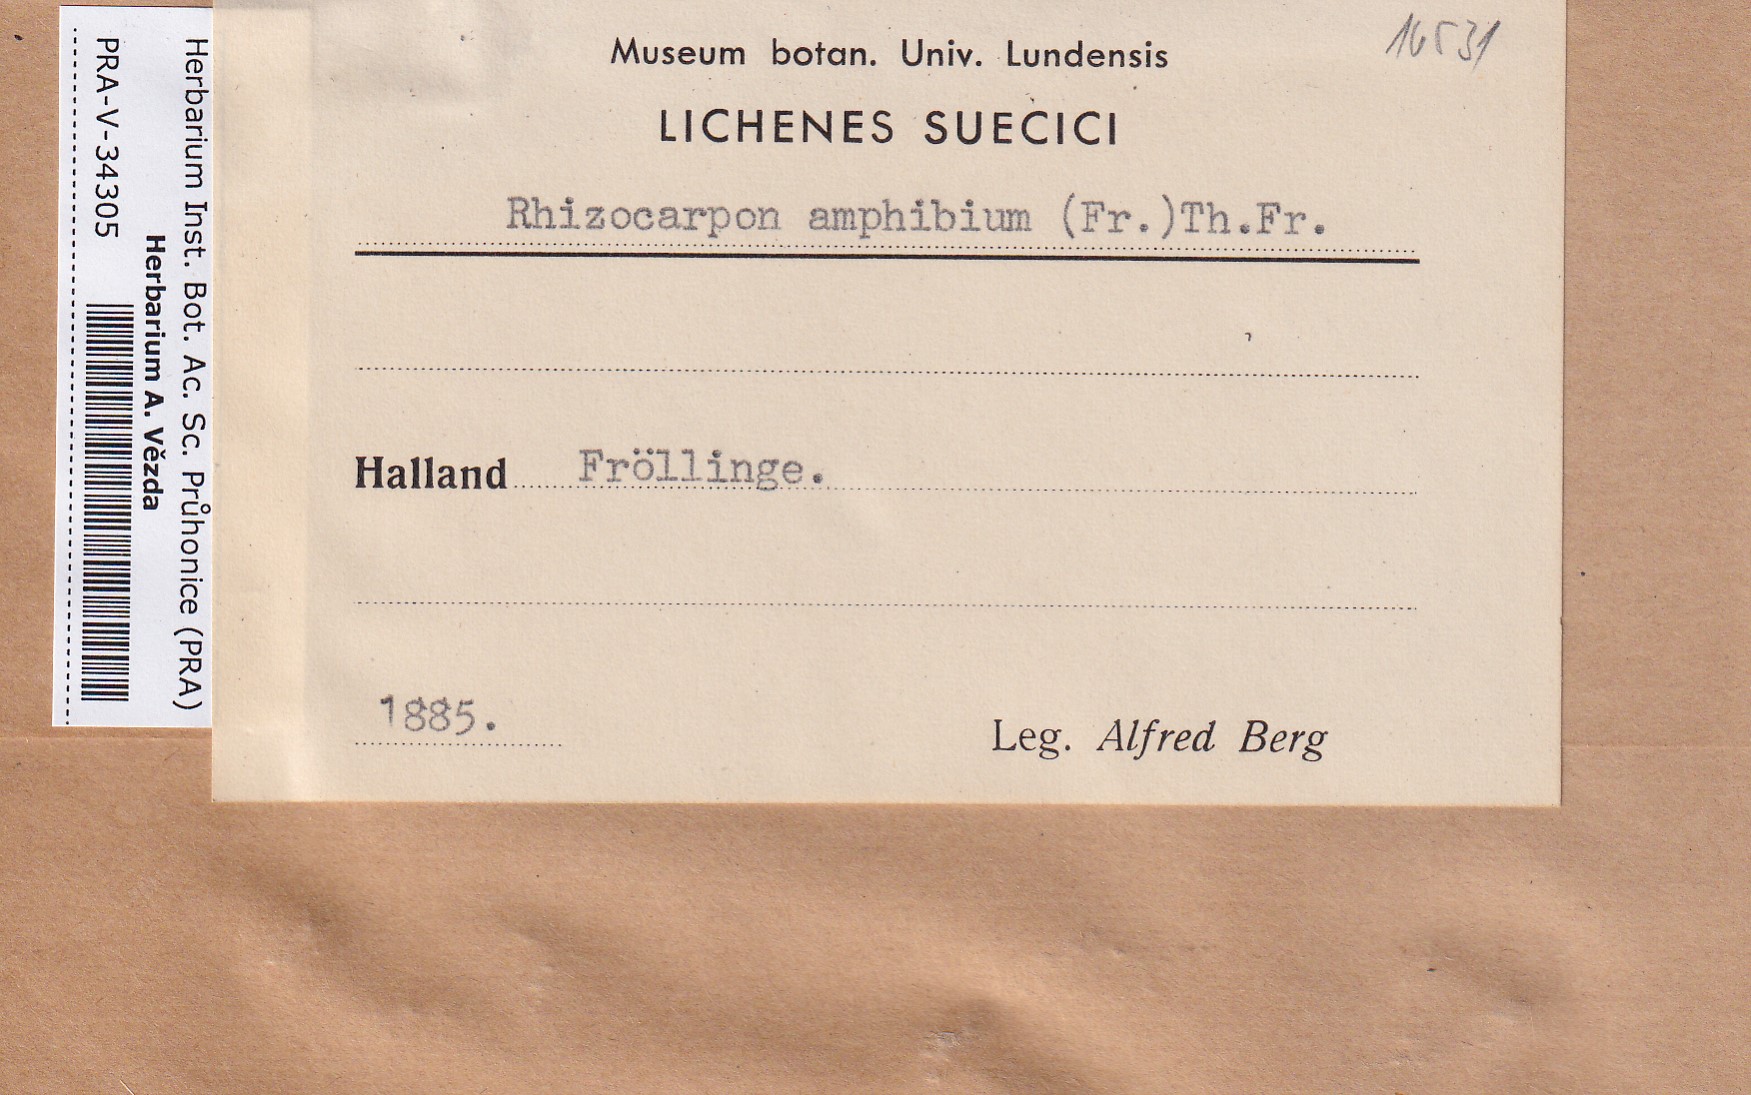 Herbarium Inst. Bot. Ac. Sc. Průhonice (PRA)
Herbarium A. Vězda
PRA-V-34305
16531
Museum botan. Univ. Lundensis
LICHENES SUECICI
Rhizocarpon amphibium (Fr.)Th.Fr.
Halland Fröllinge.
1885.
Leg. Alfred Berg